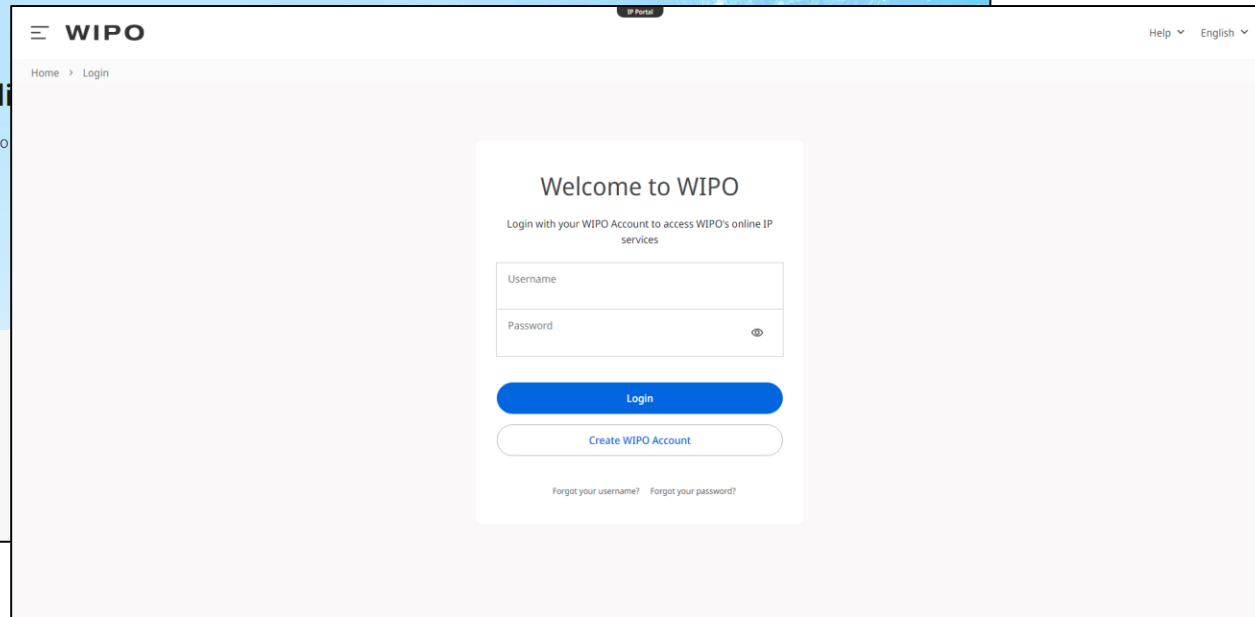 IP Portal
WIPO
Help
English
Home > Login
Welcome to WIPO
Login with your WIPO Account to access WIPO's online IP
services
Username
Password
Login
Create WIPO Account
Forgot your username? Forgot your password?